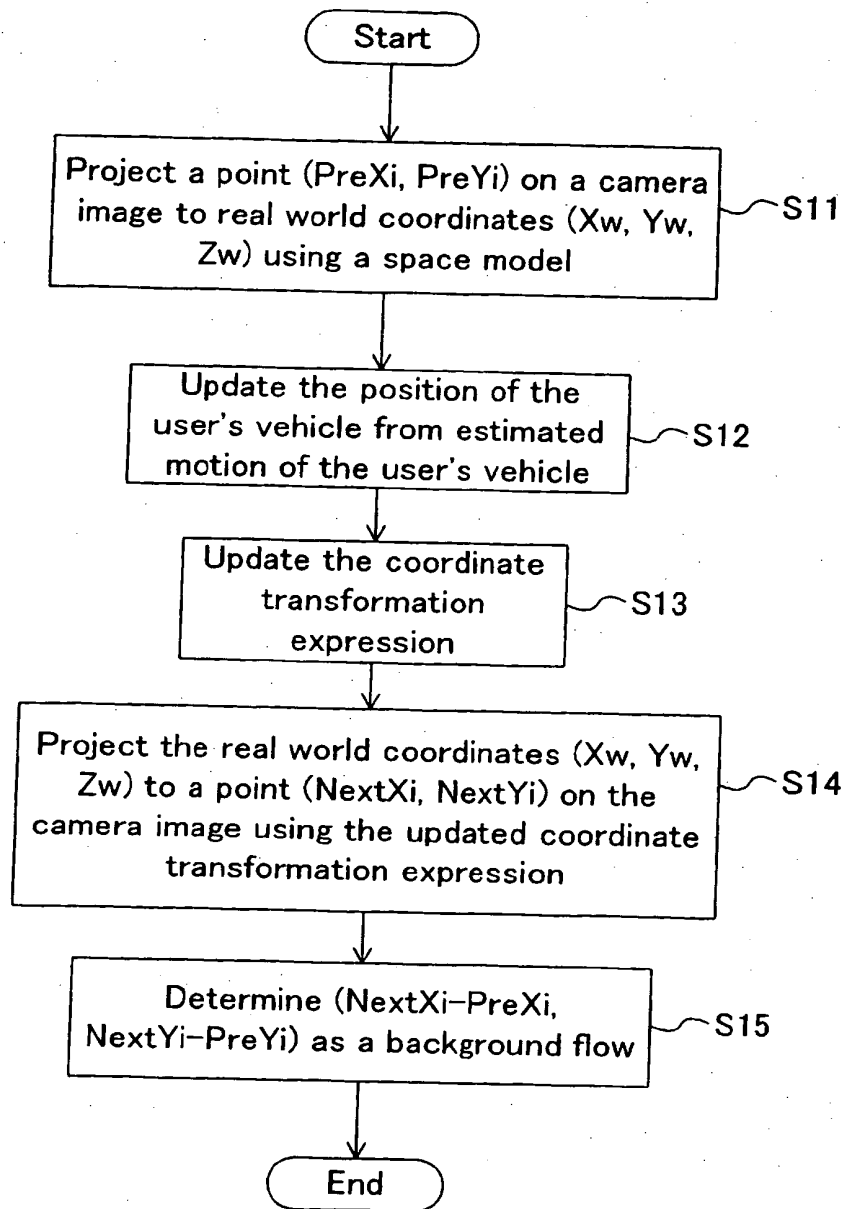 Start
Project a point (PreXi, PreYi) on a camera
image to real world coordinates (Xw, Yw,
Zw) using a space model
S11
Update the position of the
user's vehicle from estimated
motion of the user's vehicle
S12
Update the coordinate
transformation
expression
S13
Project the real world coordinates (Xw, Yw,
Zw) to a point (NextXi, NextYi) on the
camera image using the updated coordinate
transformation expression
S14
Determine (NextXi-PreXi,
NextYi-PreYi) as a background flow
S15
End